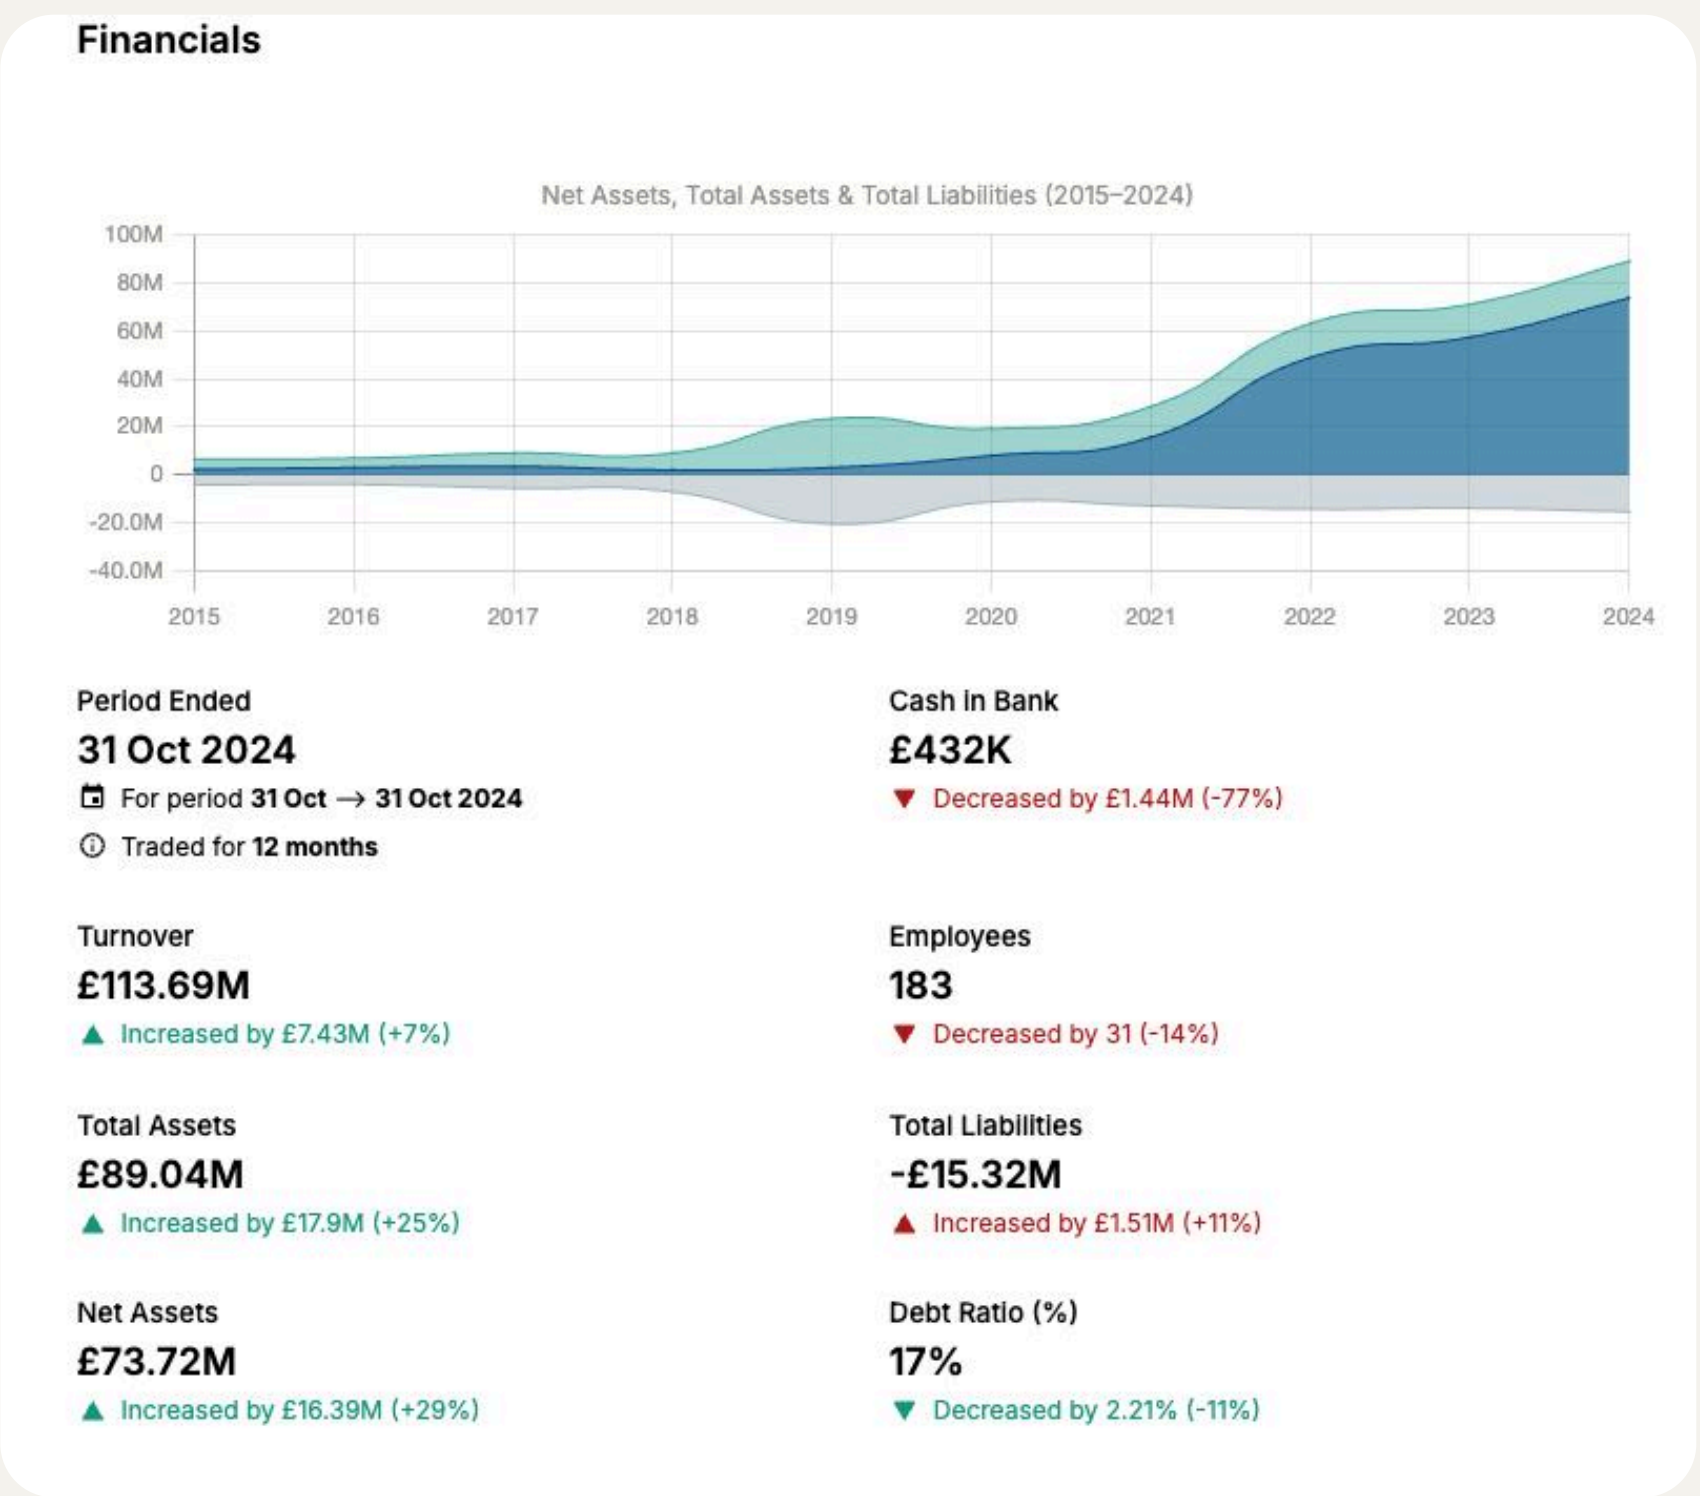 Financials
Net Assets, Total Assets & Total Liabilities (2015–2024)
100M
80M
60M
40M
20M
0
-20.0M
-40.0M
2015 2016 2017 2018 2019 2020 2021 2022 2023 2024
Period Ended
31 Oct 2024
For period 31 Oct → 31 Oct 2024
Traded for 12 months
Cash in Bank
£432K
▼ Decreased by £1.44M (-77%)
Turnover
£113.69M
▲ Increased by £7.43M (+7%)
Employees
183
▼ Decreased by 31 (-14%)
Total Assets
£89.04M
▲ Increased by £17.9M (+25%)
Total Liabilities
-£15.32M
▲ Increased by £1.51M (+11%)
Net Assets
£73.72M
▲ Increased by £16.39M (+29%)
Debt Ratio (%)
17%
▼ Decreased by 2.21% (-11%)